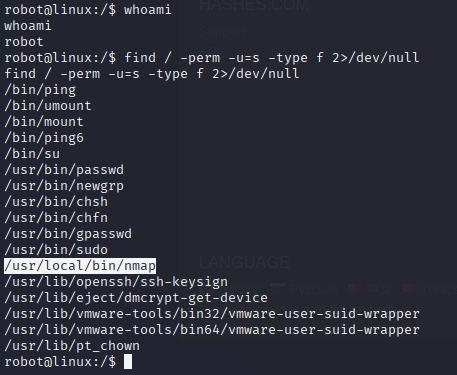 HASHES.COM
robot@linux:/$ whoami
whoami
robot
robot@linux:/$ find / -perm -u=s -type f 2>/dev/null
find / -perm -u=s -type f 2>/dev/null
/bin/ping
/bin/umount
/bin/mount
/bin/ping6
/bin/su
/usr/bin/passwd
/usr/bin/newgrp
/usr/bin/chsh
/usr/bin/chfn
/usr/bin/gpasswd
/usr/bin/sudo
/usr/local/bin/nmap
LANGUAGE
/usr/lib/openssh/ssh-keysign
/usr/lib/eject/dmcrypt-get-device
/usr/lib/vmware-tools/bin32/vmware-user-suid-wrapper
/usr/lib/vmware-tools/bin64/vmware-user-suid-wrapper
/usr/lib/pt_chown
robot@linux:/$